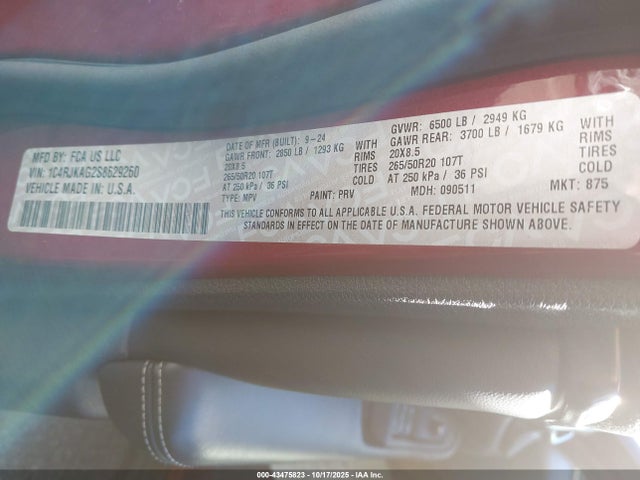 MFD BY: FCA US LLC
VIN: 1C4RJKAG2S8629260
VEHICLE MADE IN: U.S.A.
DATE OF MFR (BUILT): 9-24
GAWR FRONT: 2850 LB / 1293 KG
20X8.5
265/50R20 107T
AT 250 kPa / 36 PSI
TYPE: MPV
WITH
RIMS
TIRES
COLD
PAINT: PRV
GVWR: 6500 LB / 2949 KG
GAWR REAR: 3700 LB / 1679 KG
20X8.5
265/50R20 107T
AT 250 kPa / 36 PSI
MDH: 090511
WITH
RIMS
TIRES
COLD
MKT: 875
THIS VEHICLE CONFORMS TO ALL APPLICABLE U.S.A. FEDERAL MOTOR VEHICLE SAFETY
STANDARDS IN EFFECT ON THE DATE OF MANUFACTURE SHOWN ABOVE.
000-43475823 - 10/17/2025 - IAA Inc.